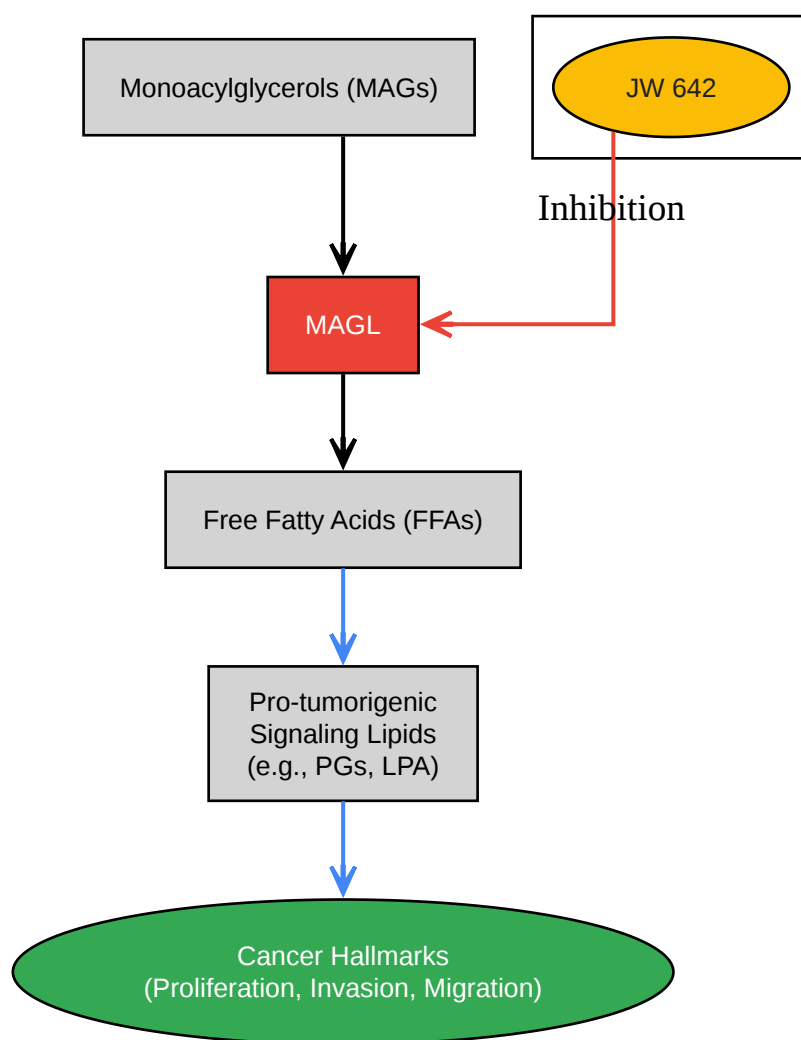 Monoacylglycerols (MAGs)
JW 642
Inhibition
MAGL
Free Fatty Acids (FFAs)
Pro-tumorigenic
Signaling Lipids
(e.g., PGs, LPA)
Cancer Hallmarks
(Proliferation, Invasion, Migration)